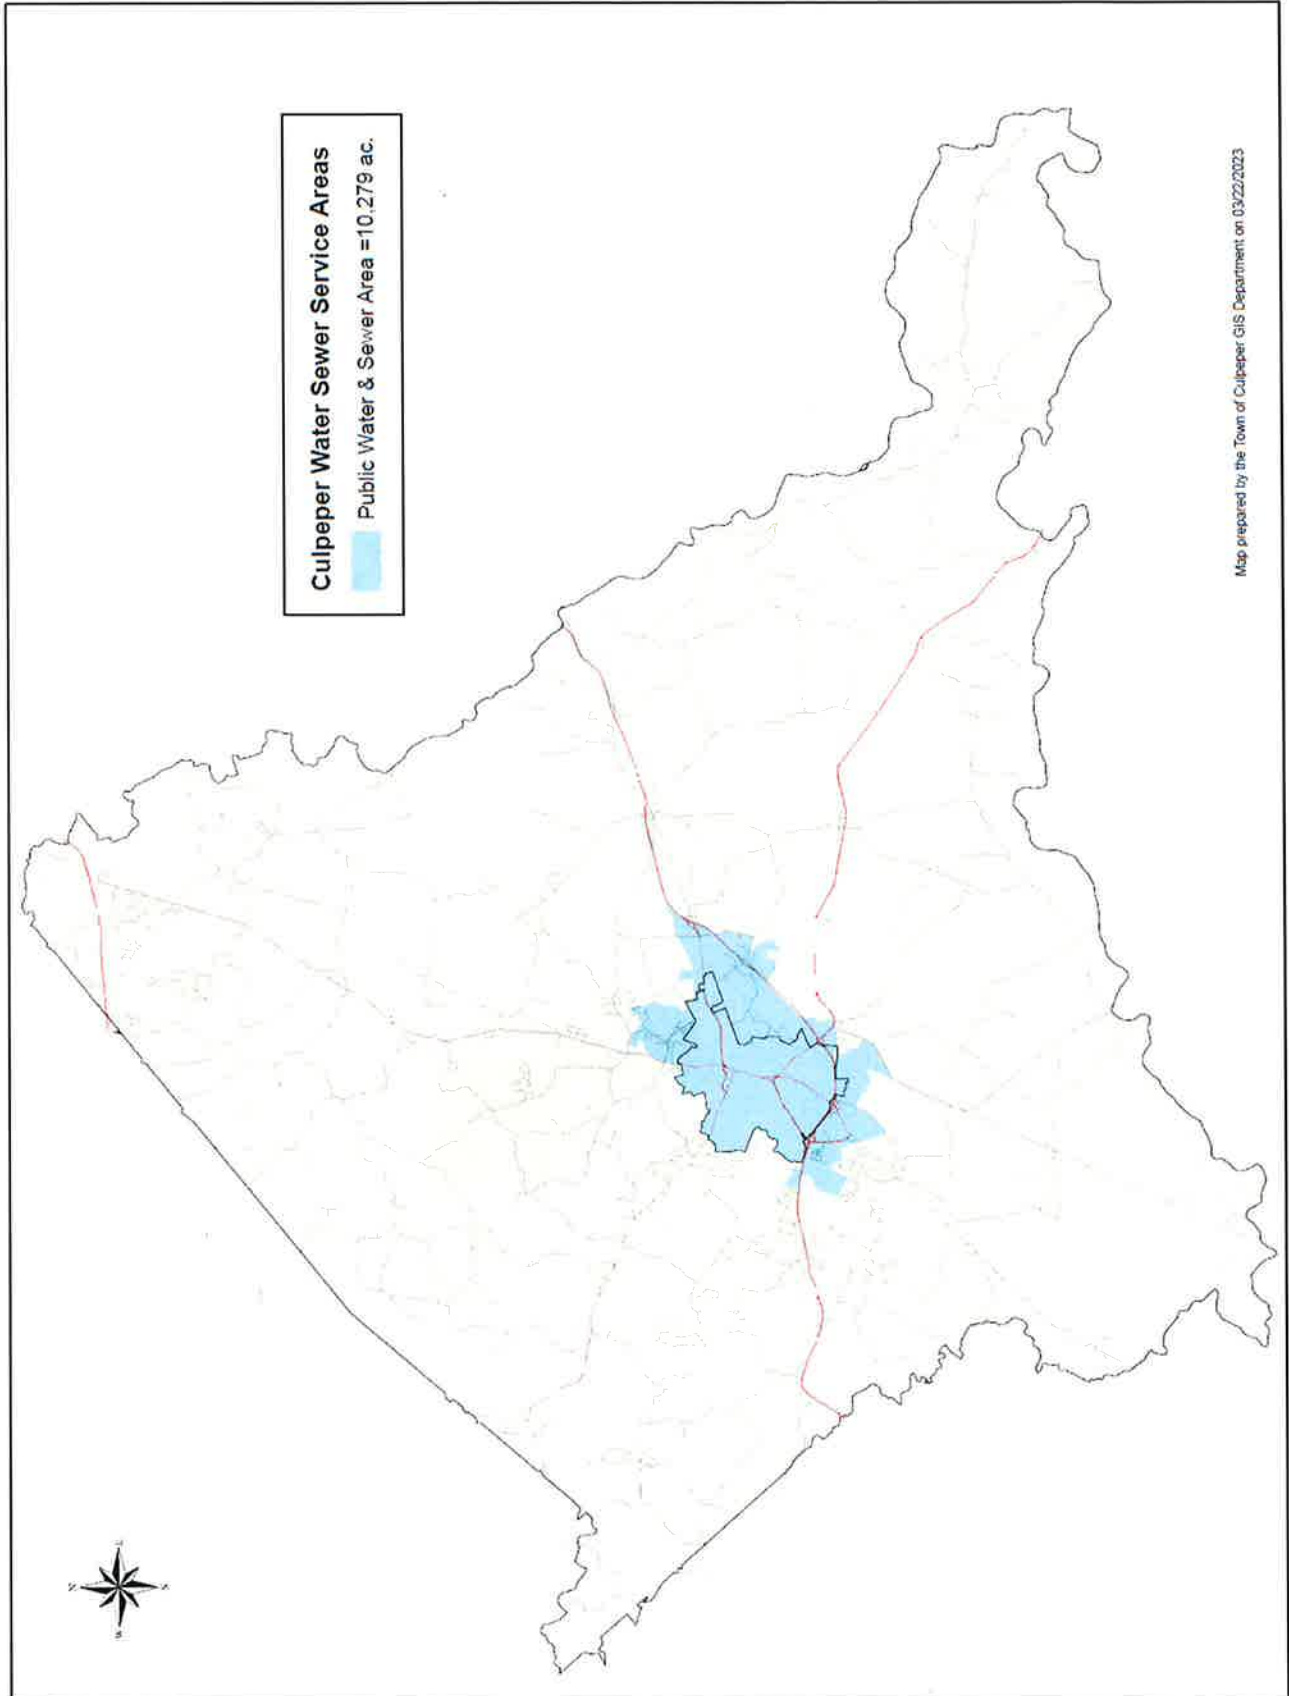 Culpeper Water Sewer Service Areas
Public Water & Sewer Area =10,279 ac.
Map prepared by the Town of Culpeper GIS Department on 03/22/2023